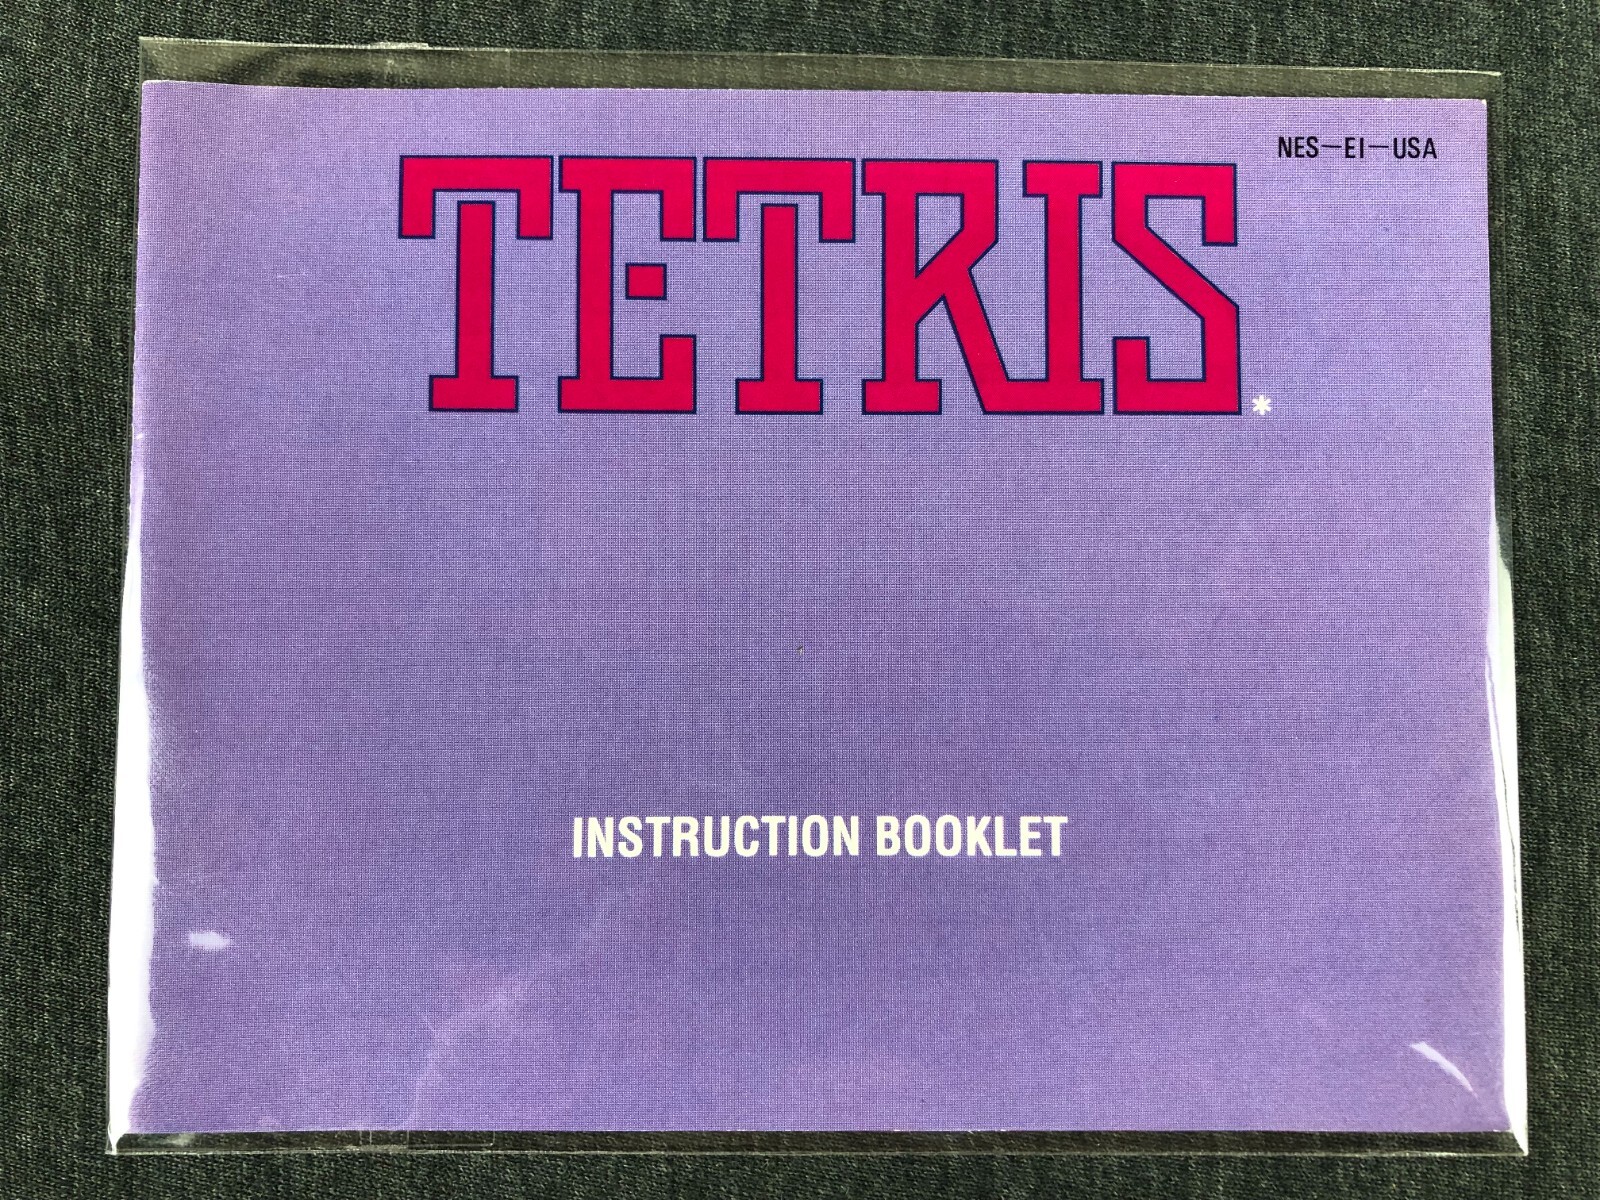 NES-EI-USA
TETRIS*
INSTRUCTION BOOKLET